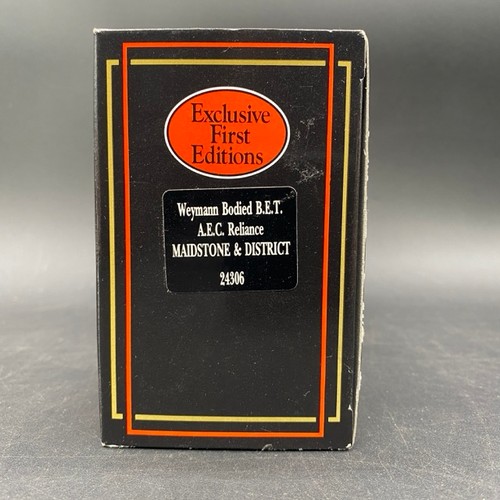 Exclusive
First
Editions
Weymann Bodied B.E.T.
A.E.C. Reliance
MAIDSTONE & DISTRICT
24306